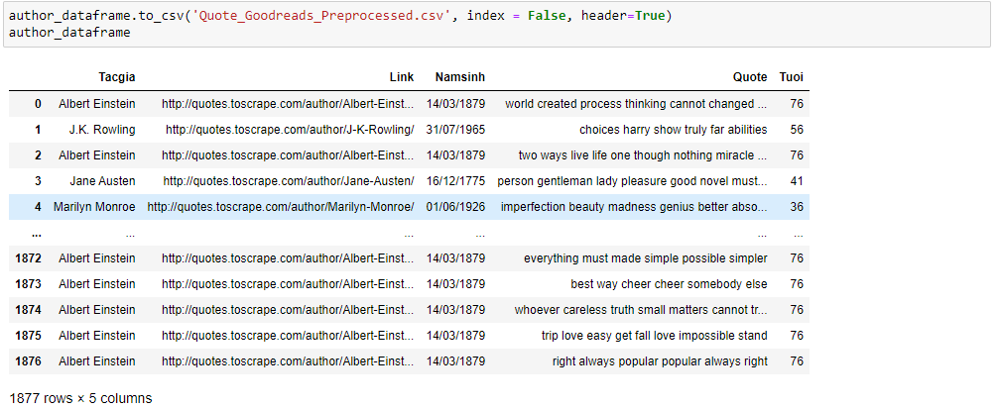 author_dataframe.to_csv('Quote_Goodreads_Preprocessed.csv', index = False, header=True)
author_dataframe
Tacgia Link Namsinh Quote Tuoi
0 Albert Einstein http://quotes.toscrape.com/author/Albert-Einst... 14/03/1879 world created process thinking cannot changed ... 76
1 J.K. Rowling http://quotes.toscrape.com/author/J-K-Rowling/ 31/07/1965 choices harry show truly far abilities 56
2 Albert Einstein http://quotes.toscrape.com/author/Albert-Einst... 14/03/1879 two ways live life one though nothing miracle ... 76
3 Jane Austen http://quotes.toscrape.com/author/Jane-Austen/ 16/12/1775 person gentleman lady pleasure good novel must... 41
4 Marilyn Monroe http://quotes.toscrape.com/author/Marilyn-Monroe/ 01/06/1926 imperfection beauty madness genius better abso... 36
... ... ... ... ... ...
1872 Albert Einstein http://quotes.toscrape.com/author/Albert-Einst... 14/03/1879 everything must made simple possible simpler 76
1873 Albert Einstein http://quotes.toscrape.com/author/Albert-Einst... 14/03/1879 best way cheer cheer somebody else 76
1874 Albert Einstein http://quotes.toscrape.com/author/Albert-Einst... 14/03/1879 whoever careless truth small matters cannot tr... 76
1875 Albert Einstein http://quotes.toscrape.com/author/Albert-Einst... 14/03/1879 trip love easy get fall love impossible stand 76
1876 Albert Einstein http://quotes.toscrape.com/author/Albert-Einst... 14/03/1879 right always popular popular always right 76
1877 rows × 5 columns